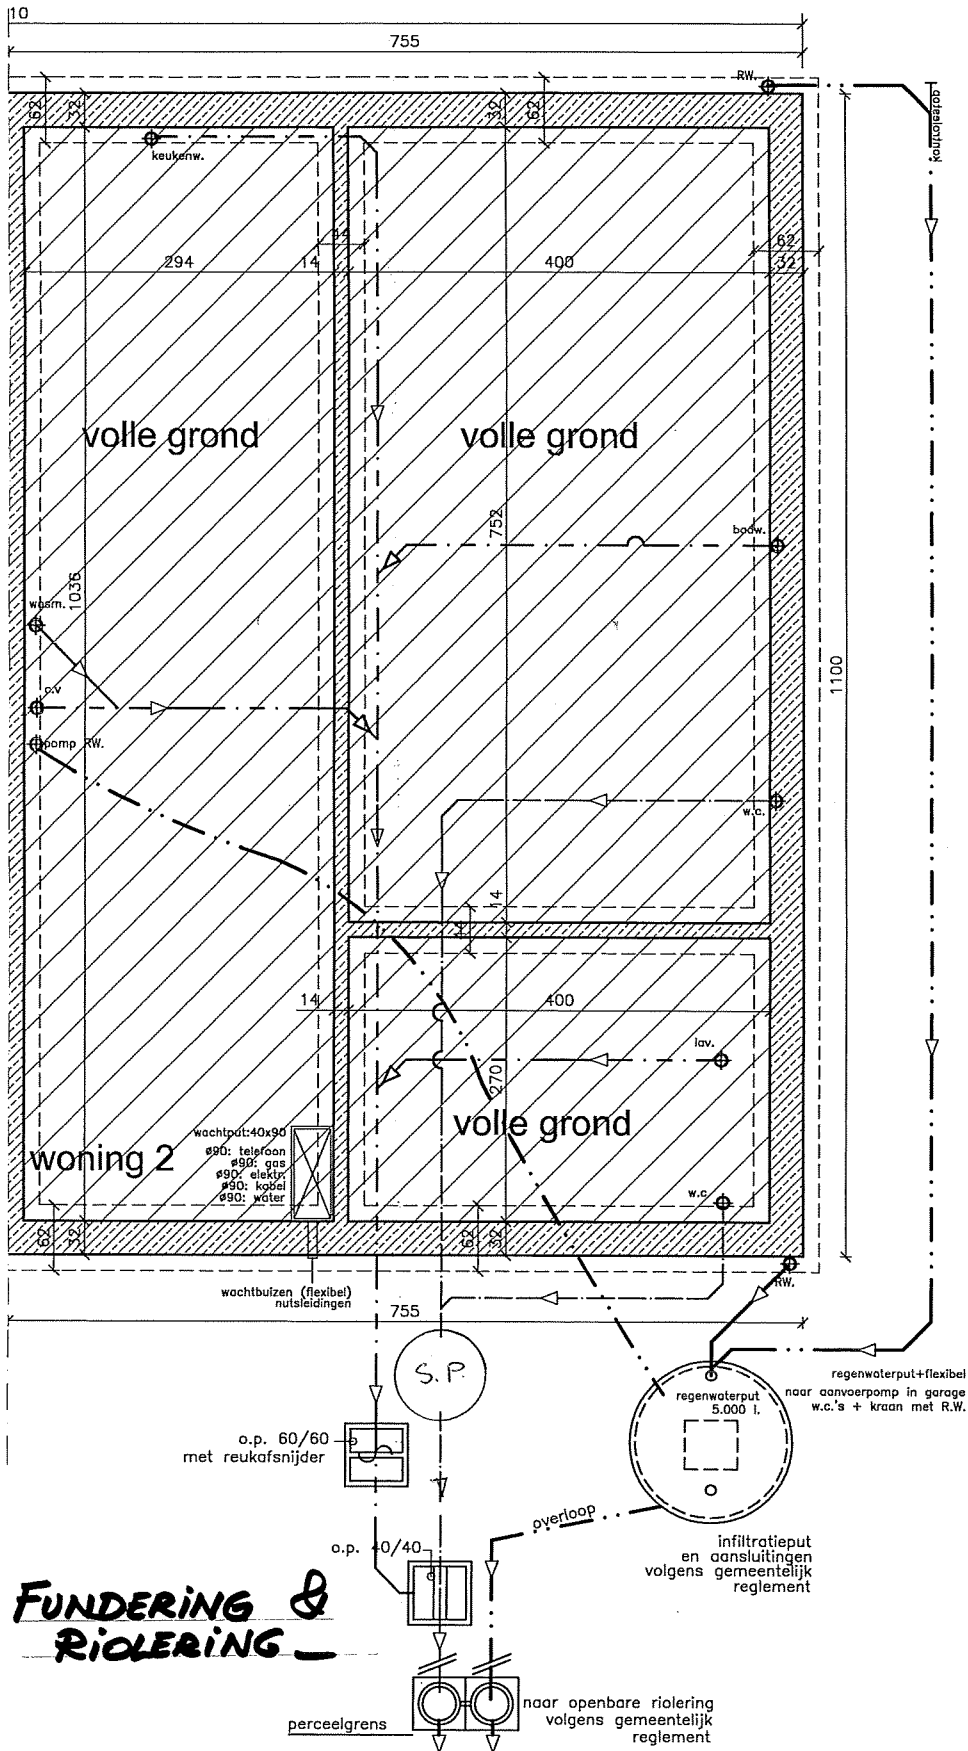 10
755
RW.
62
32
32
62
keukenw.
44
62
294
14
400
32
volle grond
volle grond
752
badw.
1036
wasm.
1100
c.v
pomp RW.
w.c.
14
44
14
400
lav.
270
volle grond
wachtput:40x90
ø90: telefoon
ø90: gas
ø90: elektr.
ø90: kabel
ø90: water
woning 2
w.c
62
32
62
32
RW.
wachtbuizen (flexibel)
nutsleidingen
755
S.P.
regenwaterput+flexibel
naar aanvoerpomp in garage
w.c.'s + kraan met R.W.
regenwaterput
5.000 l.
o.p. 60/60
met reukafsnijder
overloop
o.p. 40/40
infiltratieput
en aansluitingen
volgens gemeentelijk
reglement
FUNDERING &
RIOLERING
naar openbare riolering
volgens gemeentelijk
reglement
perceelgrens